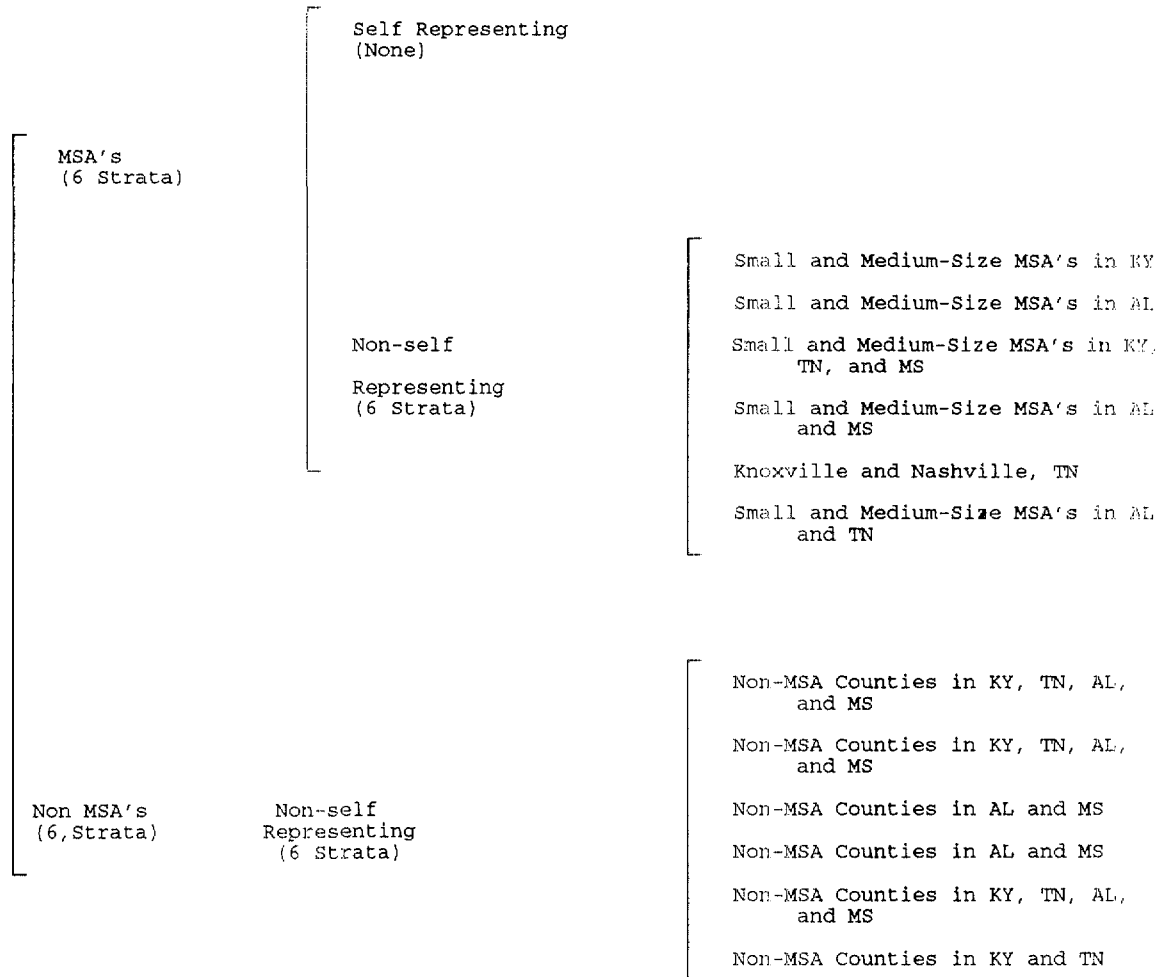 Self Representing
(None)
MSA's
(6 Strata)
Small and Medium-Size MSA's in KY
Small and Medium-Size MSA's in AL
Non-self
Representing
(6 Strata)
Small and Medium-Size MSA's in KY,
TN, and MS
Small and Medium-Size MSA's in AL
and MS
Knoxville and Nashville, TN
Small and Medium-Size MSA's in AL
and TN
Non MSA's
(6,Strata)
Non-self
Representing
(6 Strata)
Non-MSA Counties in KY, TN, AL,
and MS
Non-MSA Counties in KY, TN, AL,
and MS
Non-MSA Counties in AL and MS
Non-MSA Counties in AL and MS
Non-MSA Counties in KY, TN, AL,
and MS
Non-MSA Counties in KY and TN